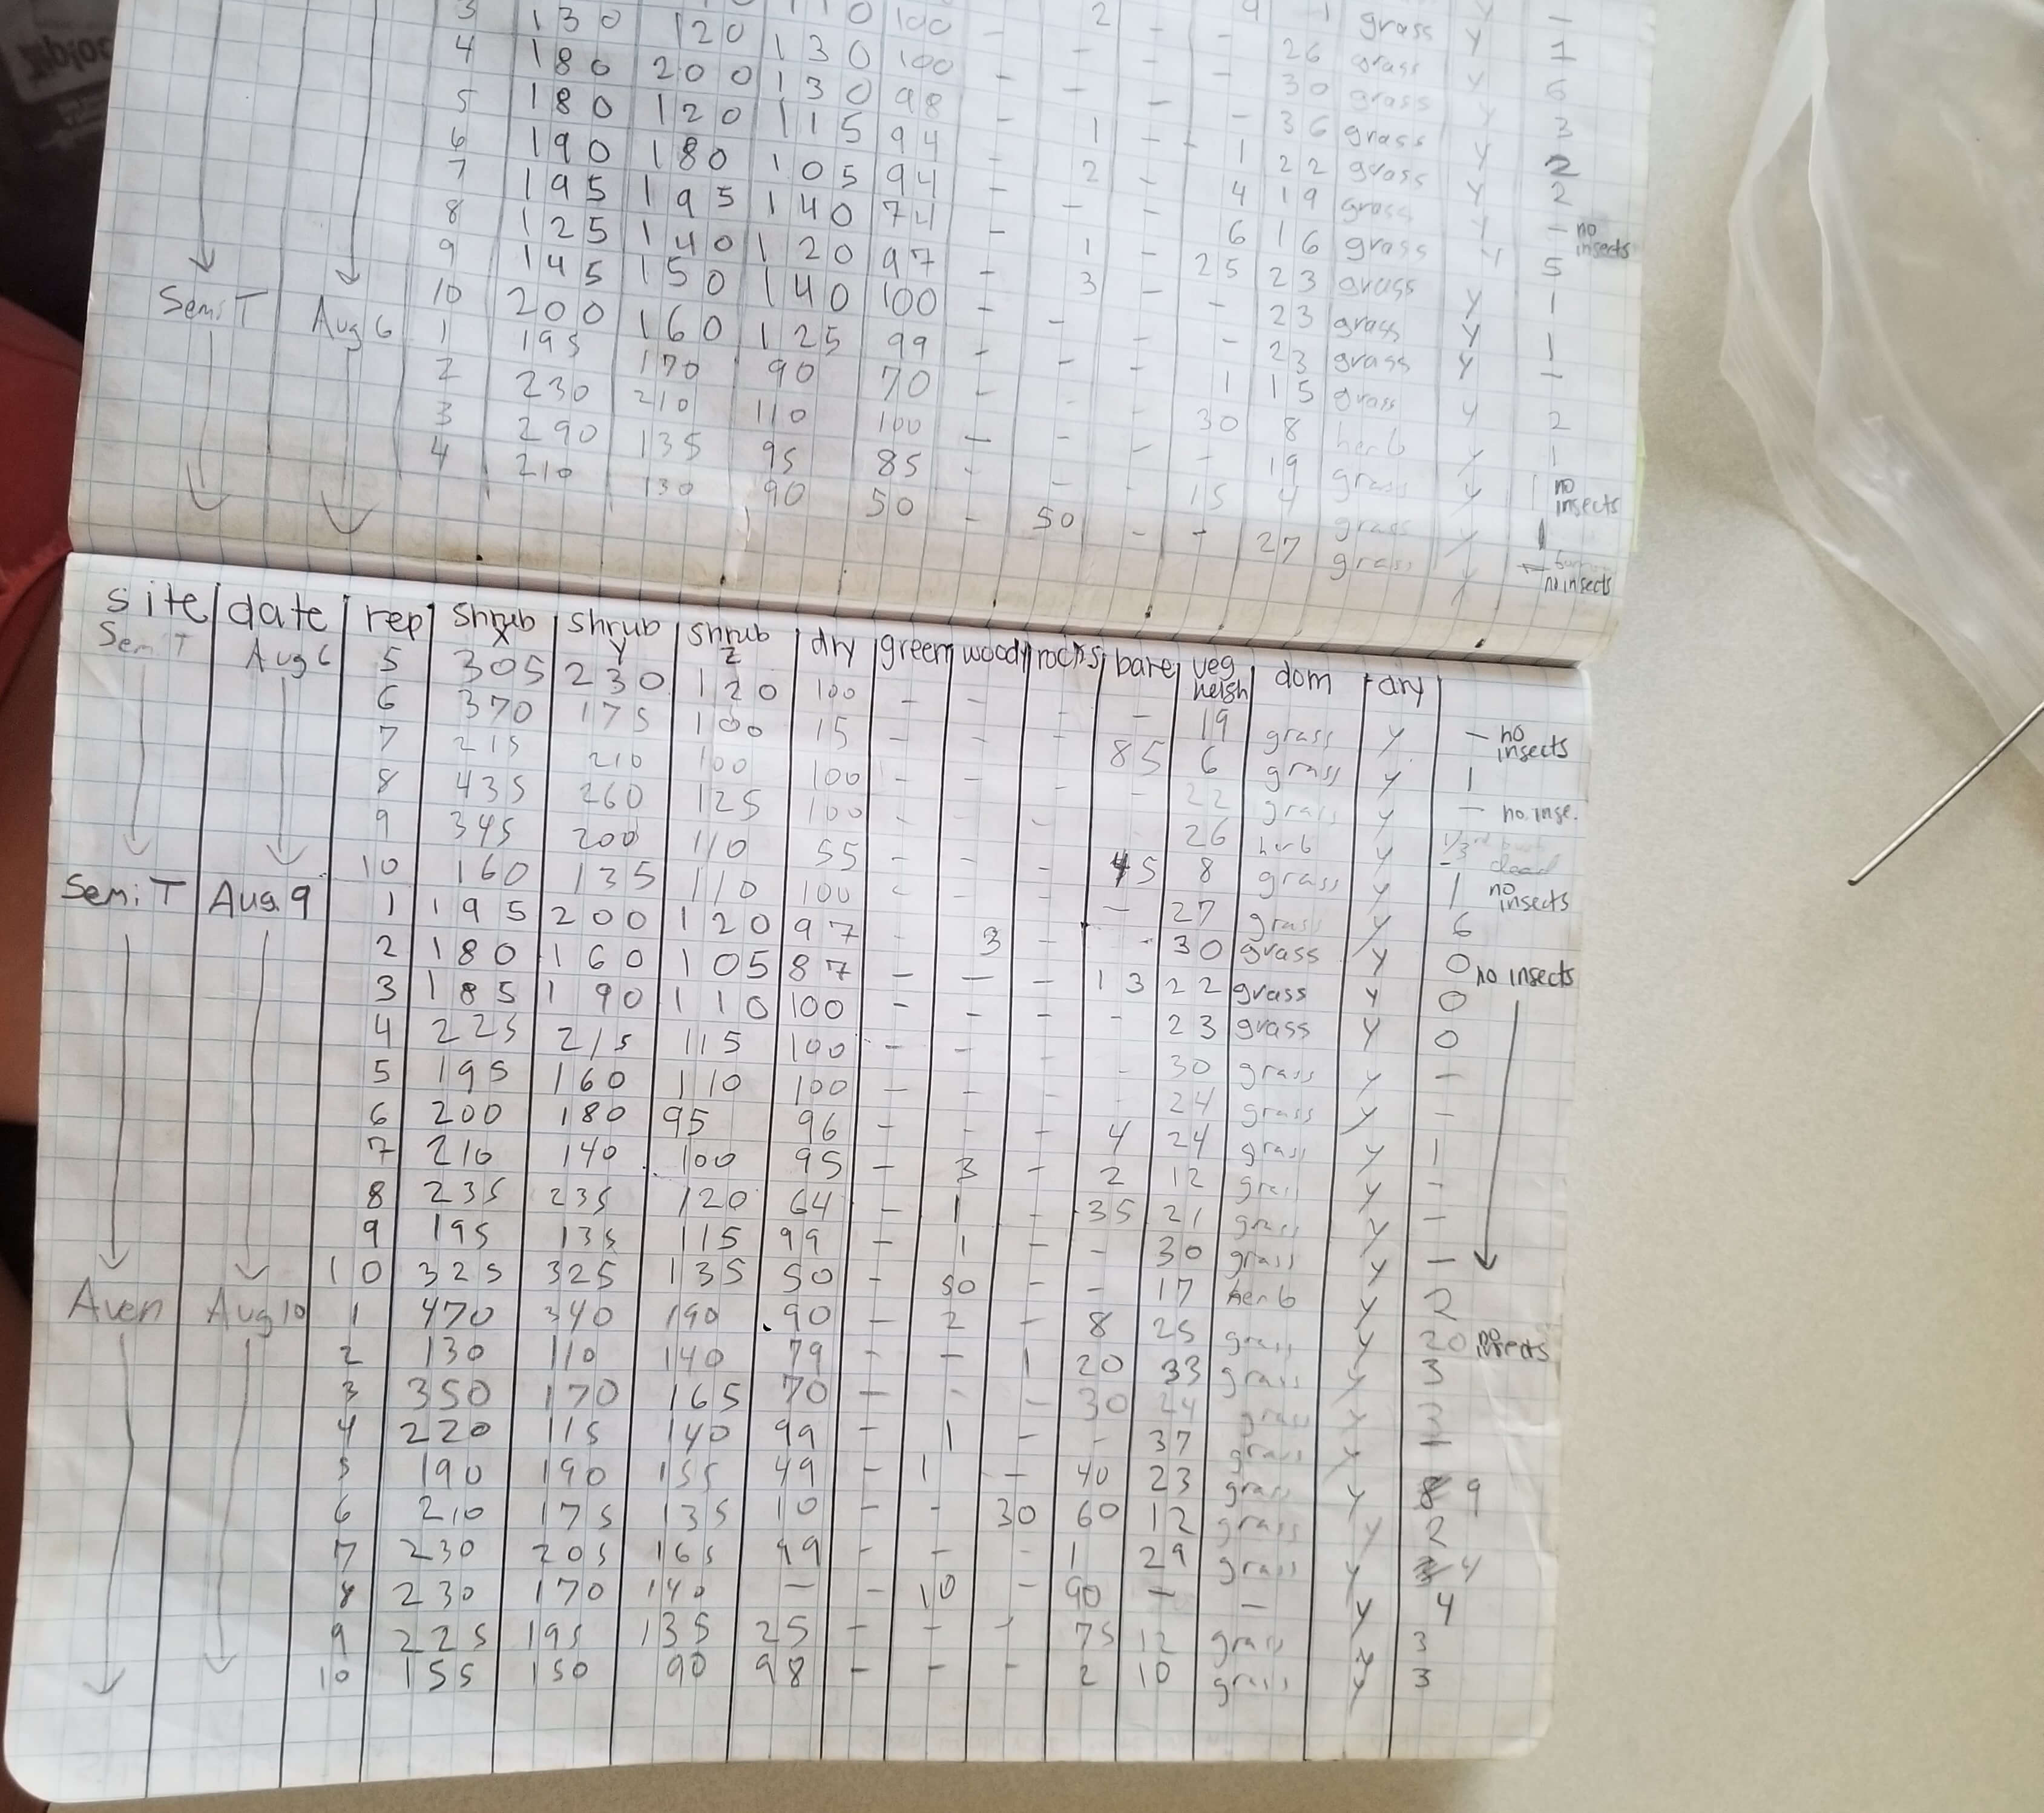 3 130 120 110 100 - 2 - 9 1 grass Y -
4 180 200 130 100 - - - - 26 grass Y 1
5 180 120 130 98 - - - - 30 grass Y 6
6 190 180 115 94 - 1 - - 36 grass Y 3
7 195 195 105 94 - 2 - 1 22 grass Y 2
8 125 140 140 74 - - - 4 19 grass Y 2
9 145 150 120 97 - 1 - 6 16 grass Y - no insects
10 200 160 140 100 - 3 - 25 23 grass Y 5
Semi T Aug 6 1 195 170 125 99 - - - - 23 grass Y 1
2 230 210 90 70 - - - 1 23 grass Y 1
3 290 135 110 100 - - - 30 15 grass Y -
4 210 130 95 85 - - - - 8 herb Y 2
90 50 - 50 - 15 19 grass Y 1
4 grass Y 1 no insects
- 27 grass Y - no insects
site date rep shrub X shrub Y shrub Z dry green woody rocks bare veg heigh dom dry
Semi T Aug 6 5 305 230 120 100 - - - - 19 grass Y - no insects
6 370 175 100 15 - - - 85 6 grass Y 1
7 215 210 100 100 - - - - 22 grass Y - no inse.
8 435 260 125 100 - - - - 26 herb Y 1/3 dead
9 345 200 110 55 - - - 45 8 grass Y 1 no insects
10 160 135 110 100 - - - - 27 grass Y 6
Semi T Aug 9 1 195 200 120 97 - 3 - - 30 grass Y 0 no insects
2 180 160 105 87 - - - 13 22 grass Y 0
3 185 190 110 100 - - - - 23 grass Y 0
4 225 215 115 100 - - - - 30 grass Y -
5 195 160 110 100 - - - - 24 grass Y -
6 200 180 95 96 - - - 4 24 grass Y 1
7 210 140 100 95 - 3 - 2 12 grass Y -
8 235 235 120 64 - 1 - 35 21 grass Y -
9 195 135 115 99 - 1 - - 30 grass Y -
10 325 325 135 50 - 50 - - 17 herb Y 2
Aven Aug 10 1 470 340 190 90 - 2 - 8 25 grass Y 20 no insects
2 130 110 140 79 - - 1 20 33 grass Y 3
3 350 170 165 70 - - - 30 24 grass Y 3
4 220 115 140 99 - 1 - - 37 grass Y -
5 190 190 155 49 - 1 - 40 23 grass Y 9
6 210 175 135 10 - - 30 60 12 grass Y 2
7 230 205 165 99 - - - 1 29 grass Y 4
8 230 170 140 - - 10 - 90 - - Y 4
9 225 195 135 25 - - - 75 12 grass Y 3
10 155 150 90 98 - - - 2 10 grass Y 3